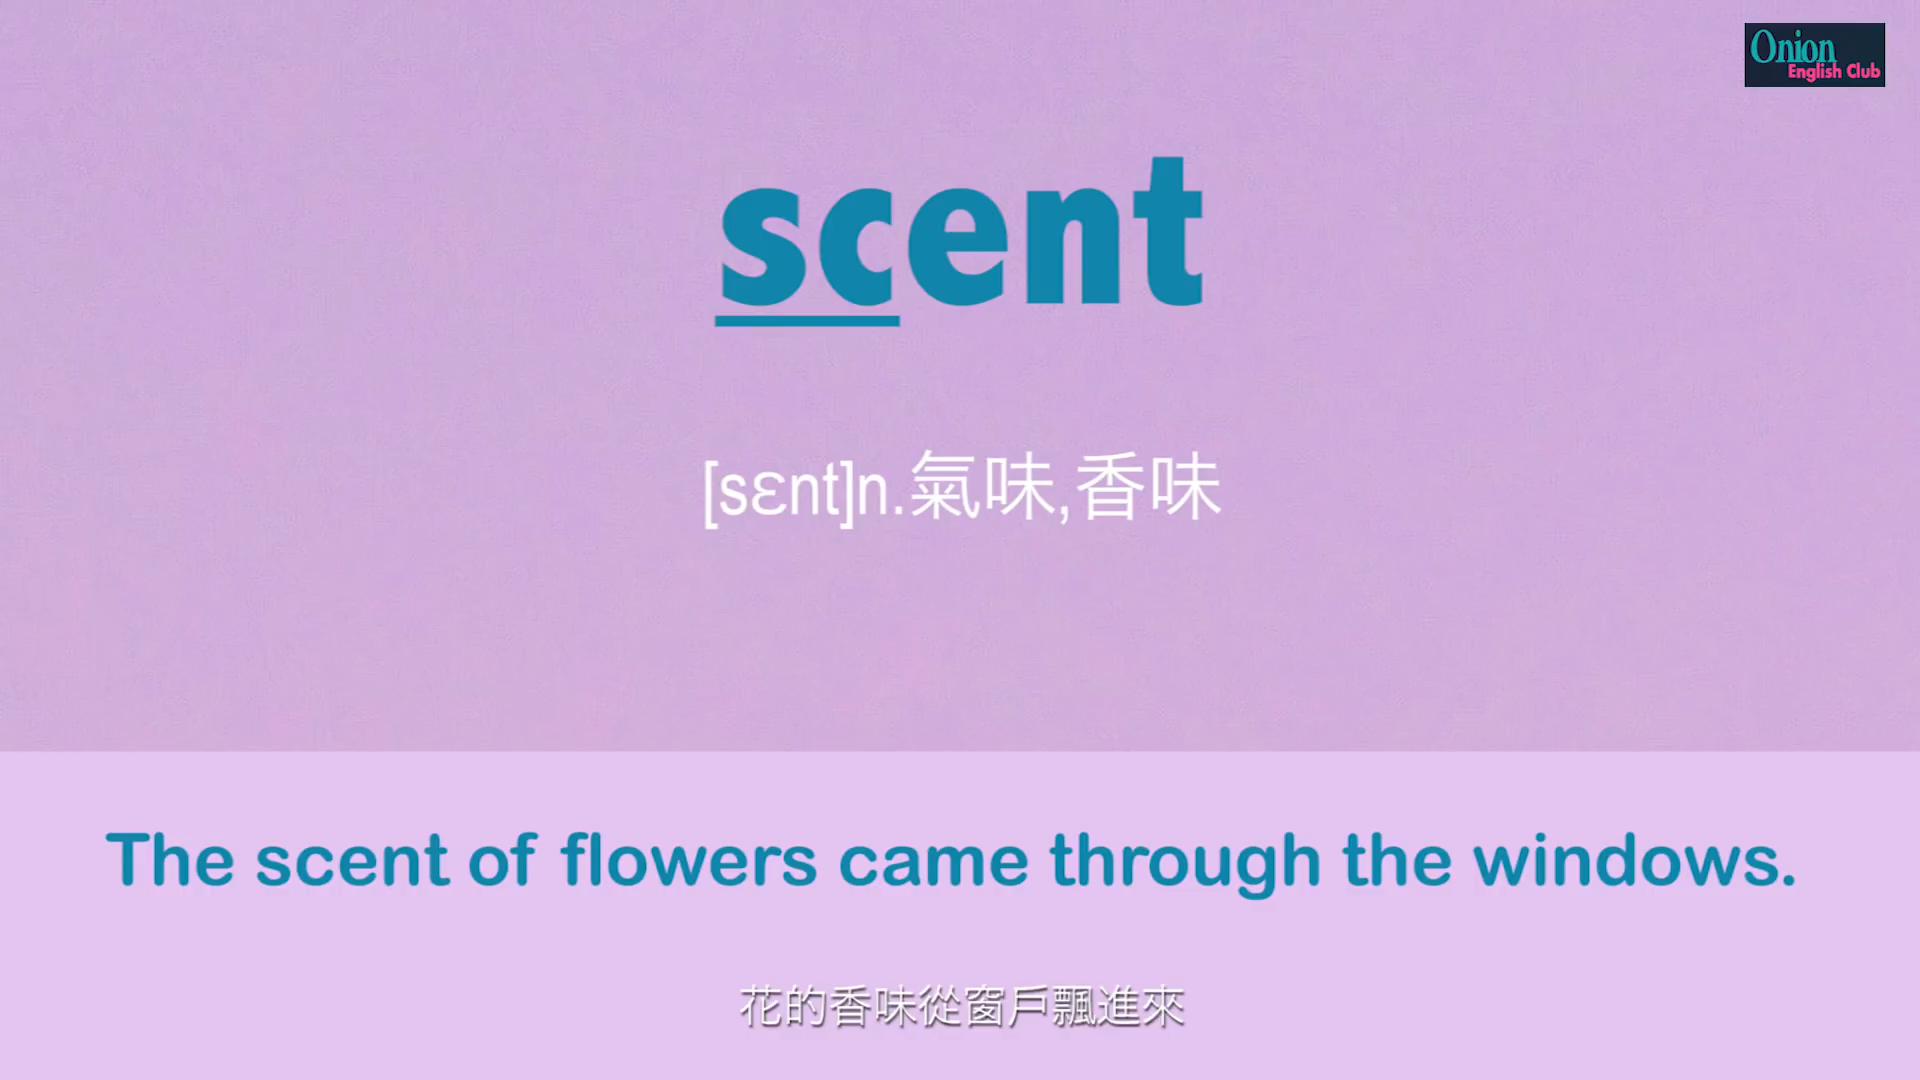 Onion
English Club
scent
[sɛnt]n.氣味,香味
The scent of flowers came through the windows.
花的香味從窗戶飄進來